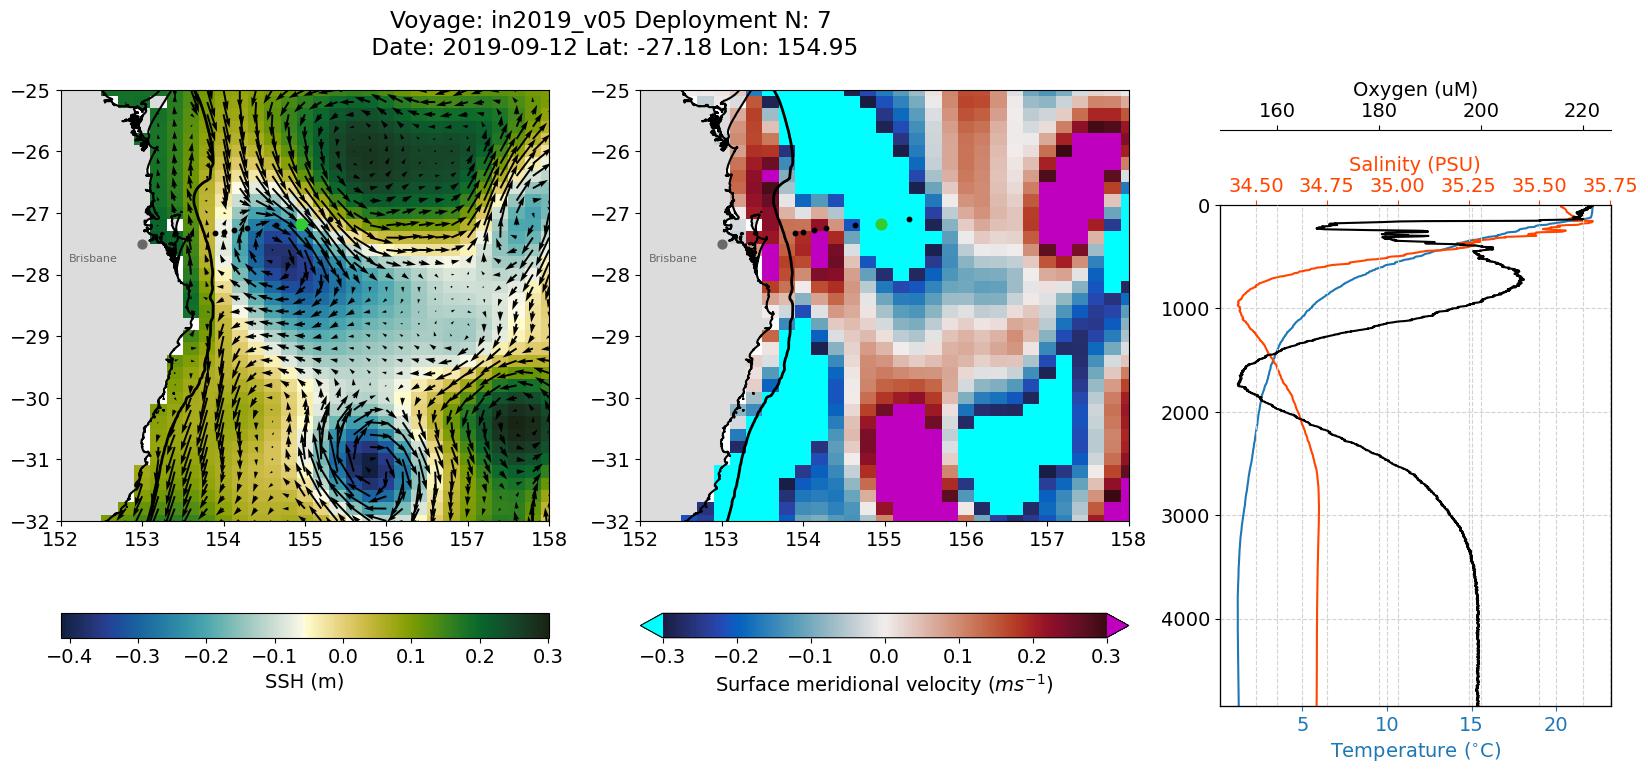 Voyage: in2019_v05 Deployment N: 7
Date: 2019-09-12 Lat: -27.18 Lon: 154.95
−25
−26
−27
−28
−29
−30
−31
−32
152 153 154 155 156 157 158
Brisbane
−0.4 −0.3 −0.2 −0.1 0.0 0.1 0.2 0.3
SSH (m)
−25
−26
−27
−28
−29
−30
−31
−32
152 153 154 155 156 157 158
Brisbane
−0.3 −0.2 −0.1 0.0 0.1 0.2 0.3
Surface meridional velocity (ms⁻¹)
Oxygen (uM)
160 180 200 220
Salinity (PSU)
34.50 34.75 35.00 35.25 35.50 35.75
0
1000
2000
3000
4000
5 10 15 20
Temperature (°C)